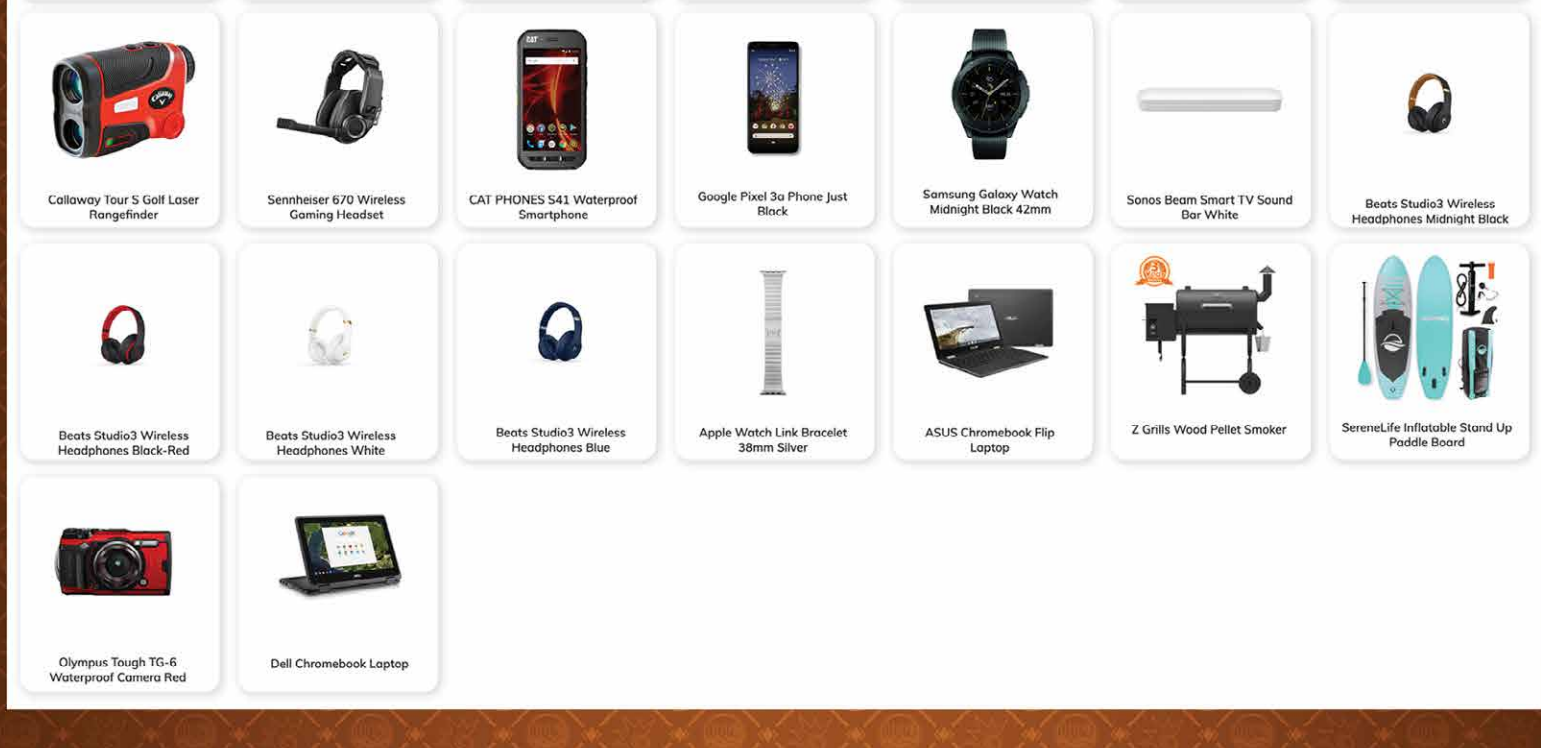 Callaway Tour S Golf Laser
Rangefinder
Sennheiser 670 Wireless
Gaming Headset
CAT PHONES S41 Waterproof
Smartphone
Google Pixel 3a Phone Just
Black
Samsung Galaxy Watch
Midnight Black 42mm
Sonos Beam Smart TV Sound
Bar White
Beats Studio3 Wireless
Headphones Midnight Black
Beats Studio3 Wireless
Headphones Black-Red
Beats Studio3 Wireless
Headphones White
Beats Studio3 Wireless
Headphones Blue
Apple Watch Link Bracelet
38mm Silver
ASUS Chromebook Flip
Laptop
Z Grills Wood Pellet Smoker
SereneLife Inflatable Stand Up
Paddle Board
Olympus Tough TG-6
Waterproof Camera Red
Dell Chromebook Laptop